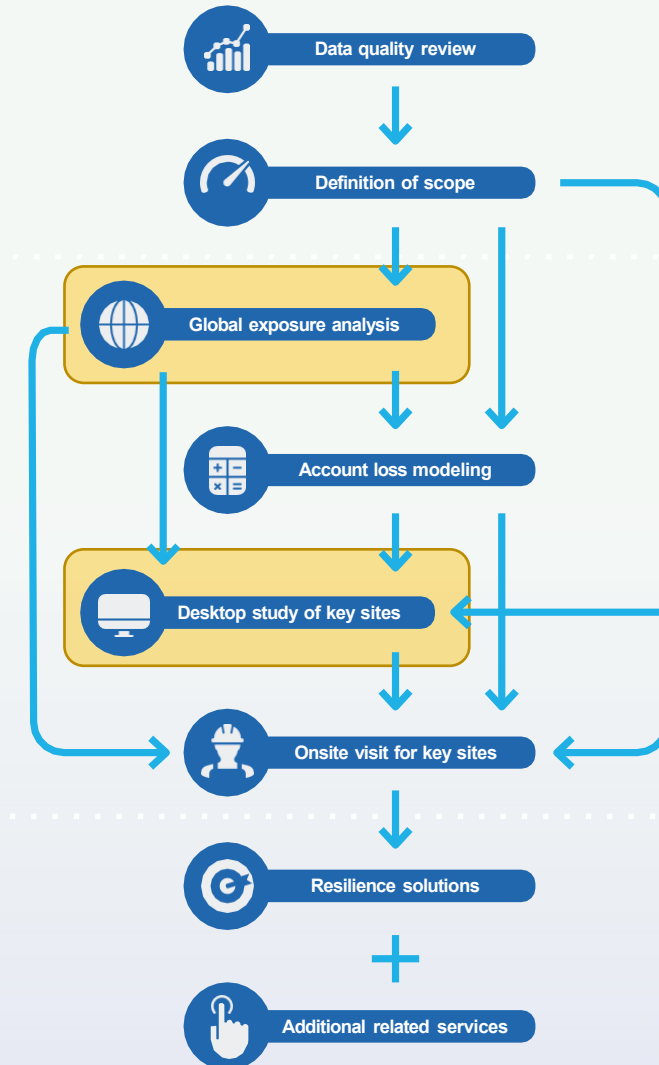 Data quality review
Definition of scope
Global exposure analysis
Account loss modeling
Desktop study of key sites
Onsite visit for key sites
Resilience solutions
Additional related services